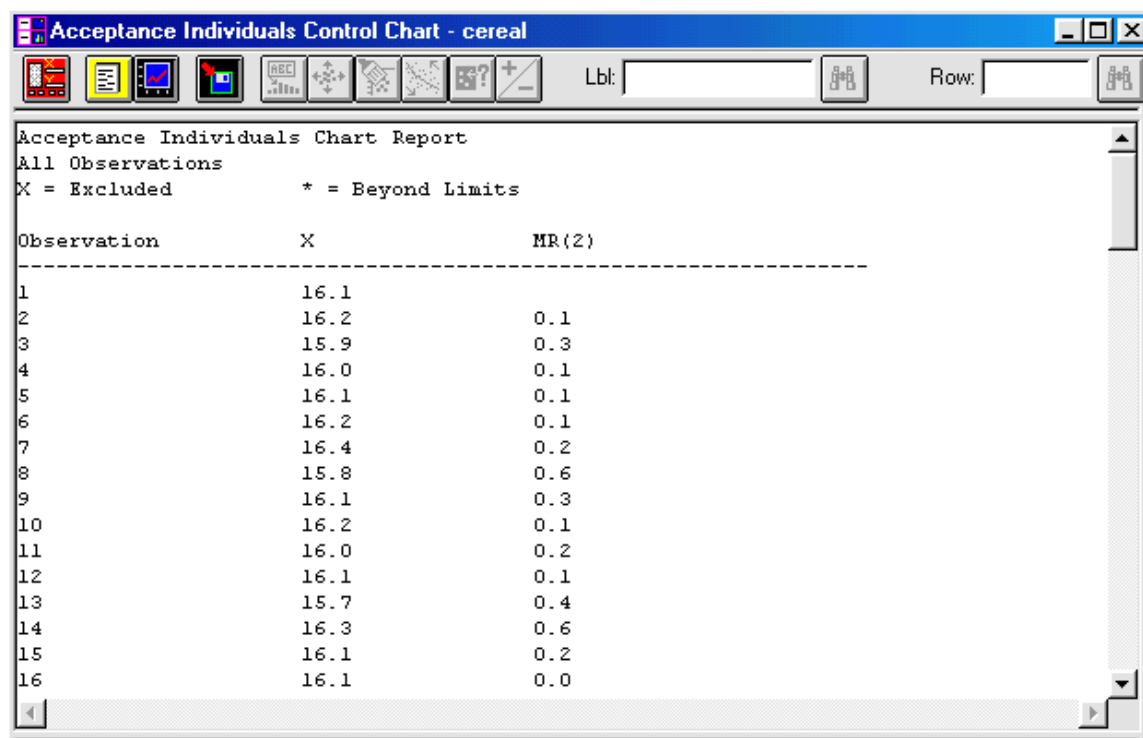 Acceptance Individuals Control Chart - cereal
ABC
Lbl: Row:
Acceptance Individuals Chart Report
All Observations
X = Excluded * = Beyond Limits
Observation X MR(2)
--------------------------------------------------------------------
1 16.1
2 16.2 0.1
3 15.9 0.3
4 16.0 0.1
5 16.1 0.1
6 16.2 0.1
7 16.4 0.2
8 15.8 0.6
9 16.1 0.3
10 16.2 0.1
11 16.0 0.2
12 16.1 0.1
13 15.7 0.4
14 16.3 0.6
15 16.1 0.2
16 16.1 0.0